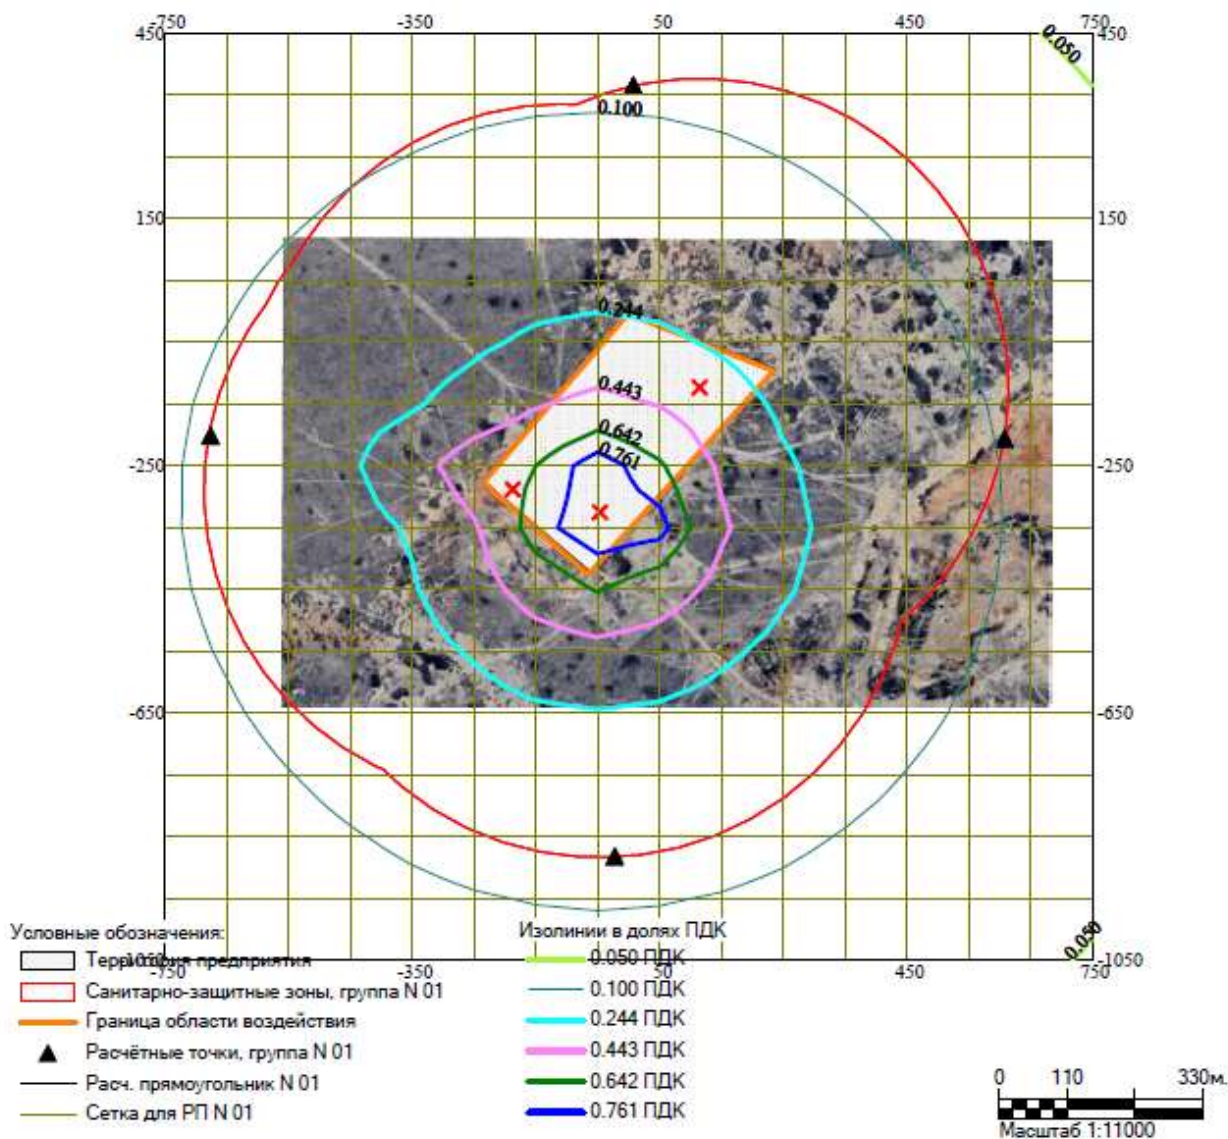 -750 -350 50 450 750
450 450
0.050
0.100
150 150
0.244
0.443
0.642
0.761
-250 -250
-650 -650
0.050
-1050 -1050
-750 -350 50 450 750
Условные обозначения:
Территория предприятия
Санитарно-защитные зоны, группа N 01
Граница области воздействия
Расчётные точки, группа N 01
Расч. прямоугольник N 01
Сетка для РП N 01
Изолинии в долях ПДК
0.050 ПДК
0.100 ПДК
0.244 ПДК
0.443 ПДК
0.642 ПДК
0.761 ПДК
0 110 330м.
Масштаб 1:11000